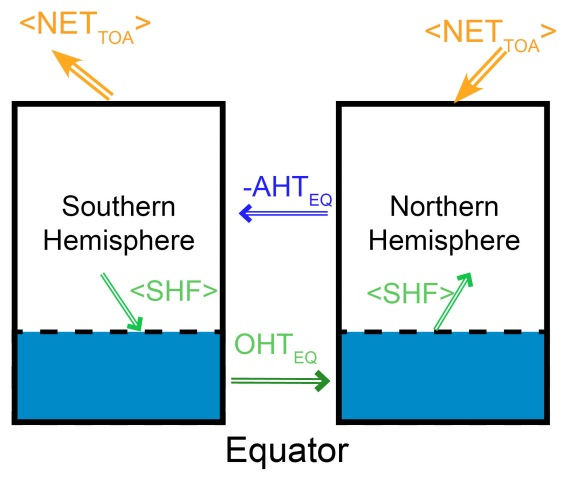 <NET_TOA>
<NET_TOA>
-AHT_EQ
Southern
Hemisphere
Northern
Hemisphere
<SHF>
<SHF>
OHT_EQ
Equator